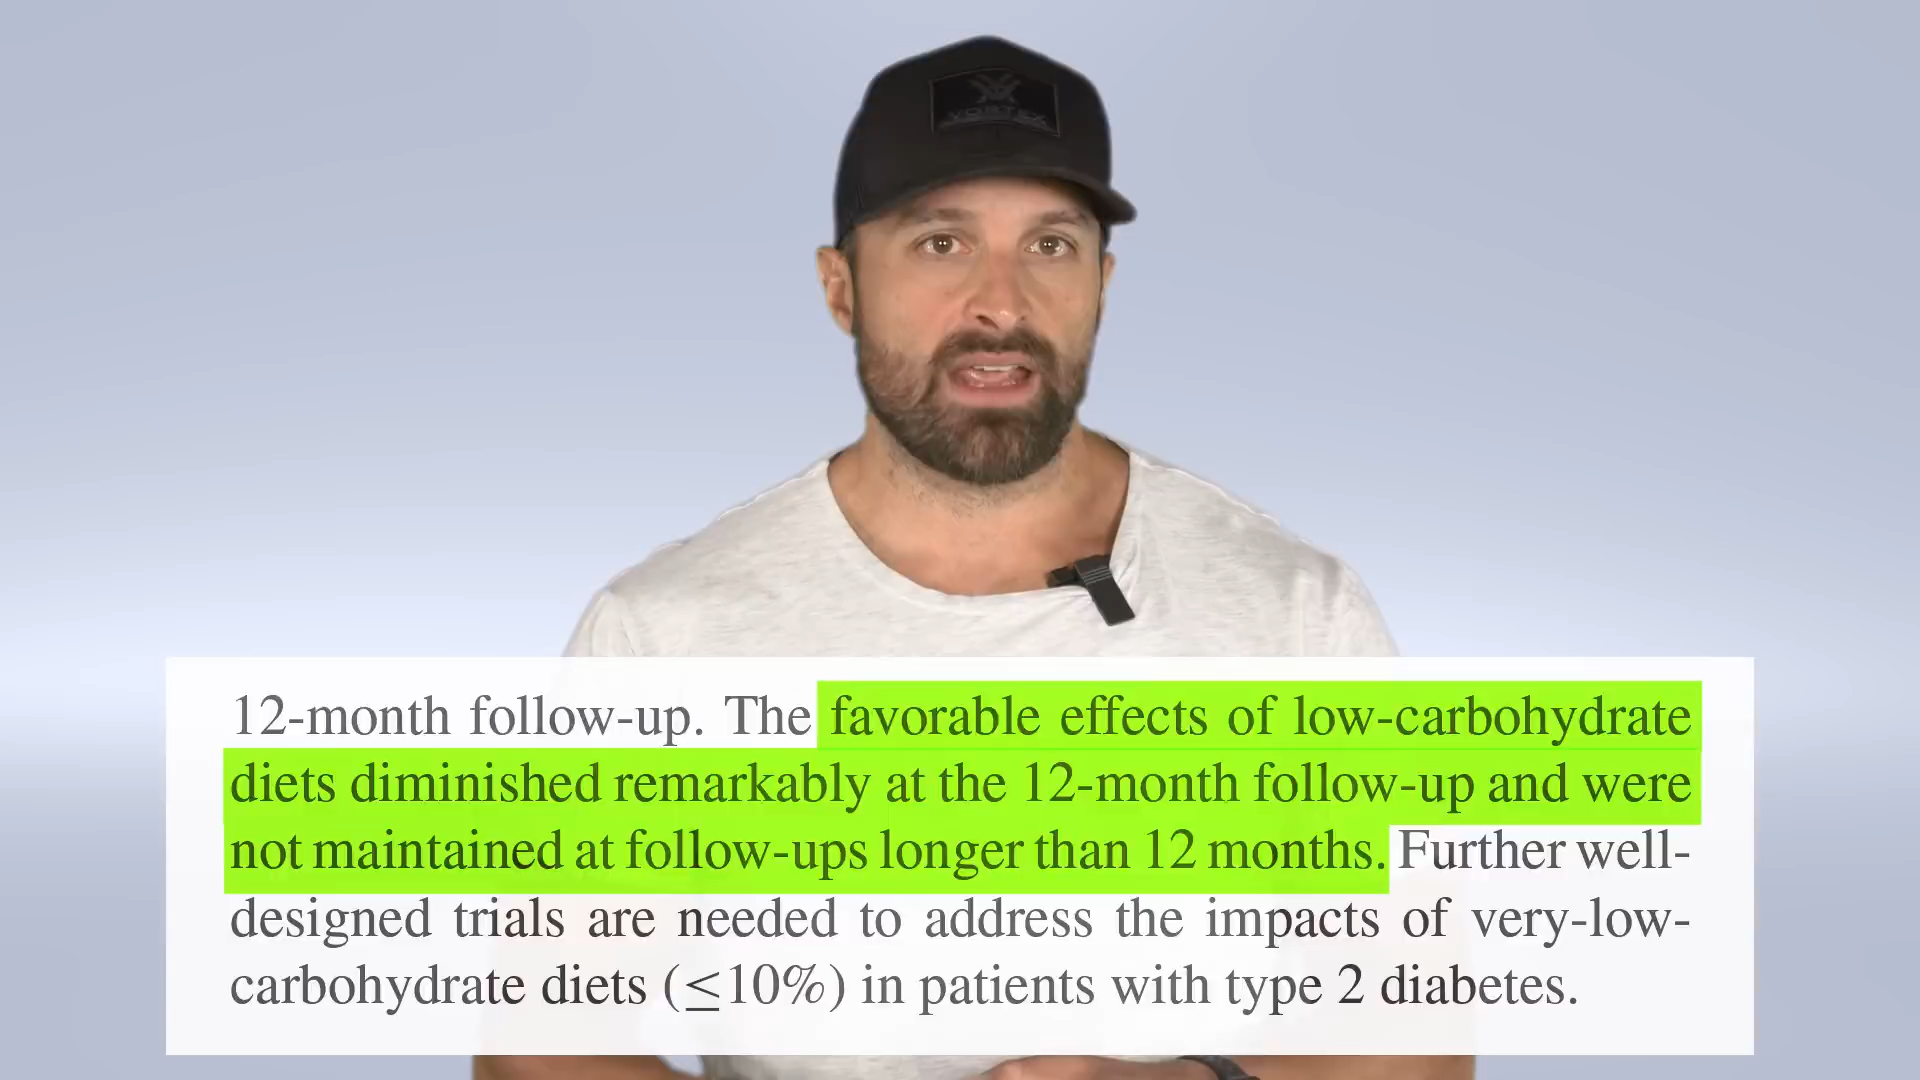 VORTEX
12-month follow-up. The favorable effects of low-carbohydrate
diets diminished remarkably at the 12-month follow-up and were
not maintained at follow-ups longer than 12 months. Further well-
designed trials are needed to address the impacts of very-low-
carbohydrate diets (≤10%) in patients with type 2 diabetes.